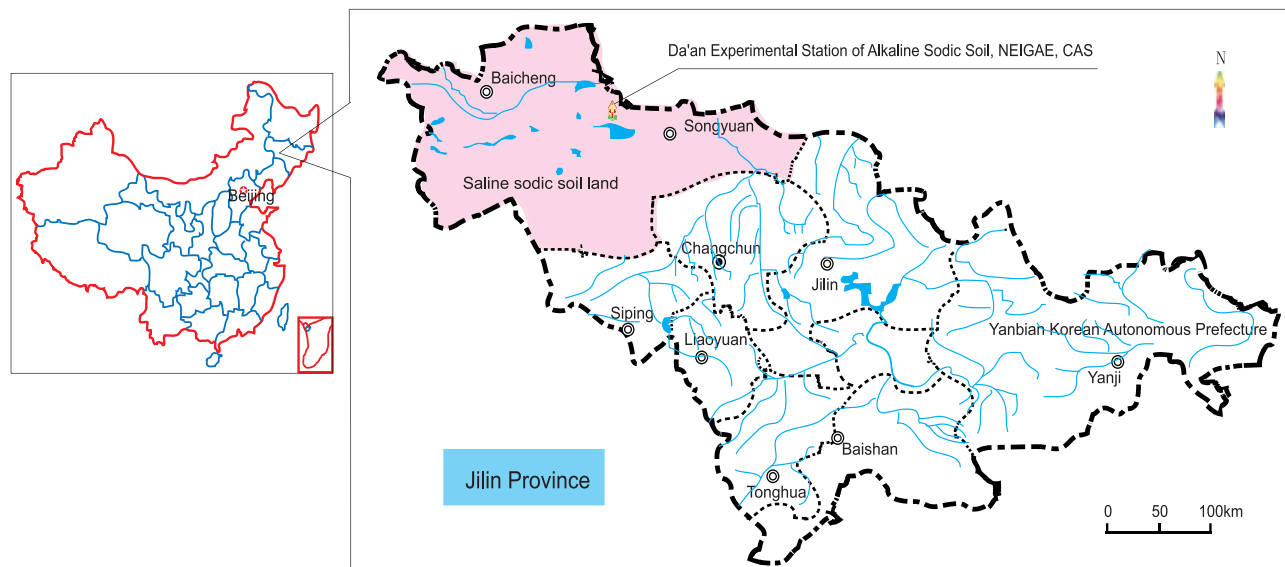 Da'an Experimental Station of Alkaline Sodic Soil, NEIGAE, CAS
N
Baicheng
Songyuan
Saline sodic soil land
Beijing
Changchun
Jilin
Siping
Liaoyuan
Yanbian Korean Autonomous Prefecture
Yanji
Baishan
Jilin Province
Tonghua
0 50 100km